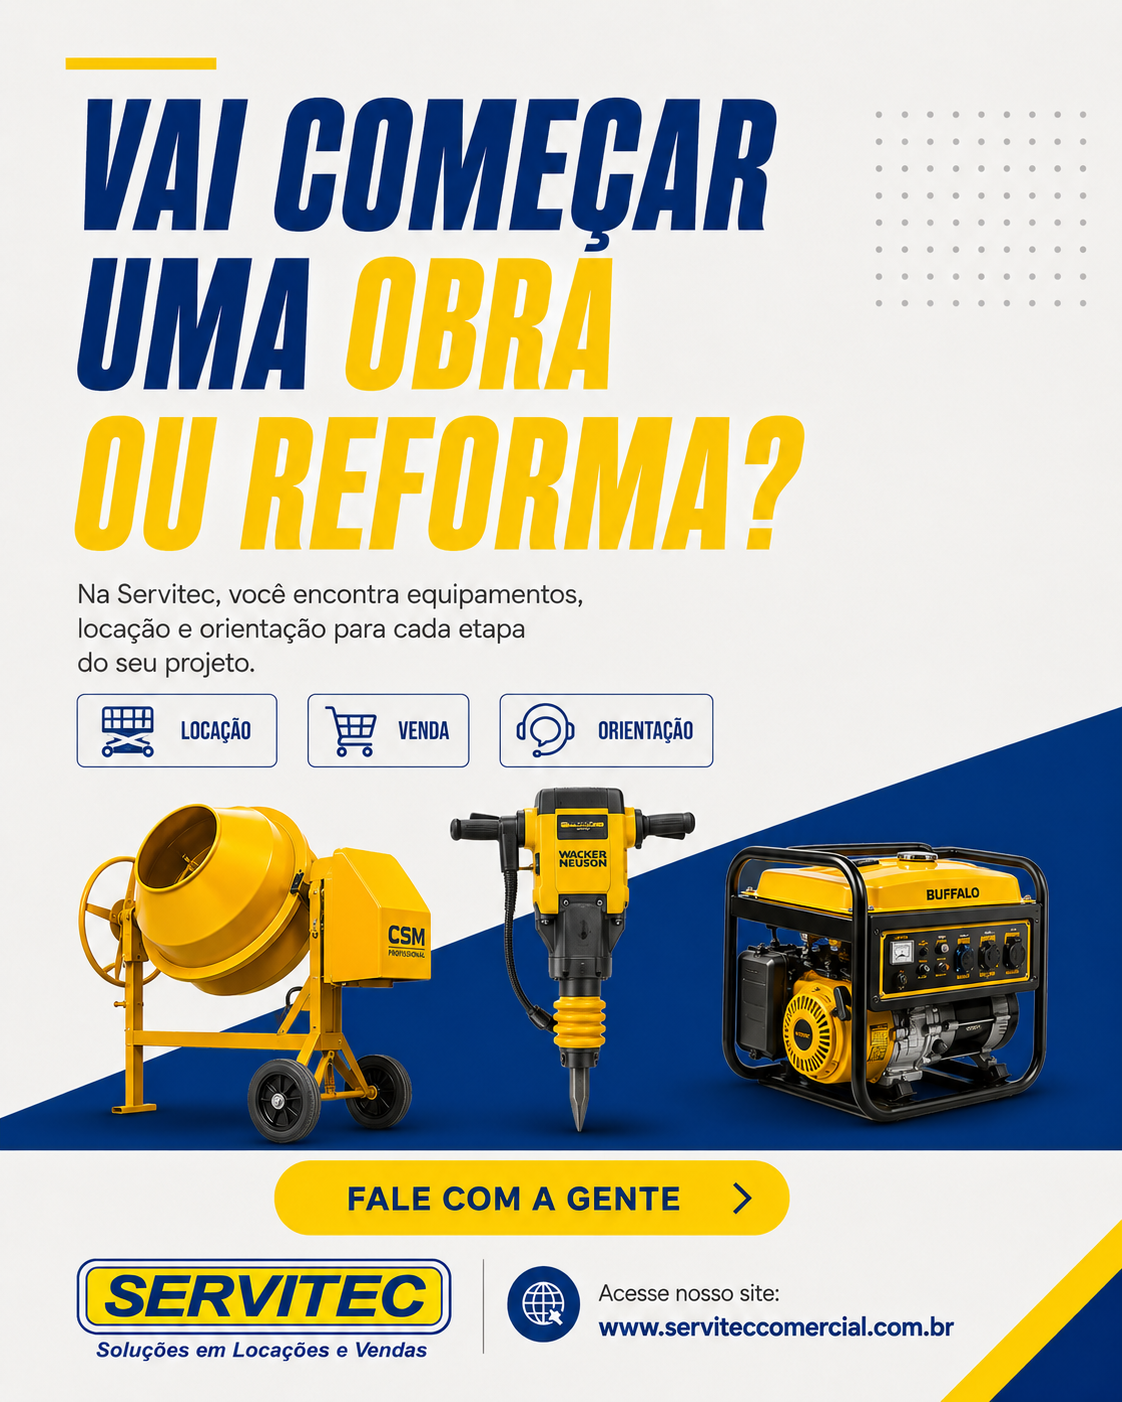 VAI COMEÇAR
UMA OBRA
OU REFORMA?
Na Servitec, você encontra equipamentos,
locação e orientação para cada etapa
do seu projeto.
LOCAÇÃO
VENDA
ORIENTAÇÃO
WACKER
NEUSON
BUFFALO
CSM
PROFISSIONAL
FALE COM A GENTE
SERVITEC
Soluções em Locações e Vendas
Acesse nosso site:
www.serviteccomercial.com.br